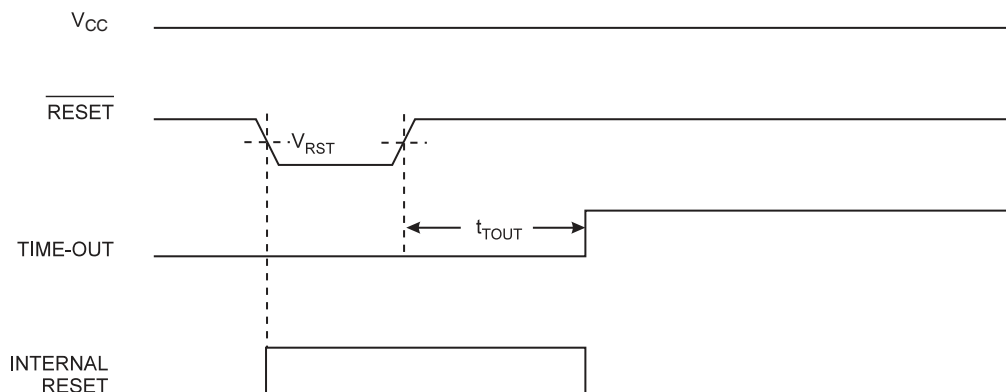 VCC
RESET
VRST
tTOUT
TIME-OUT
INTERNAL
RESET